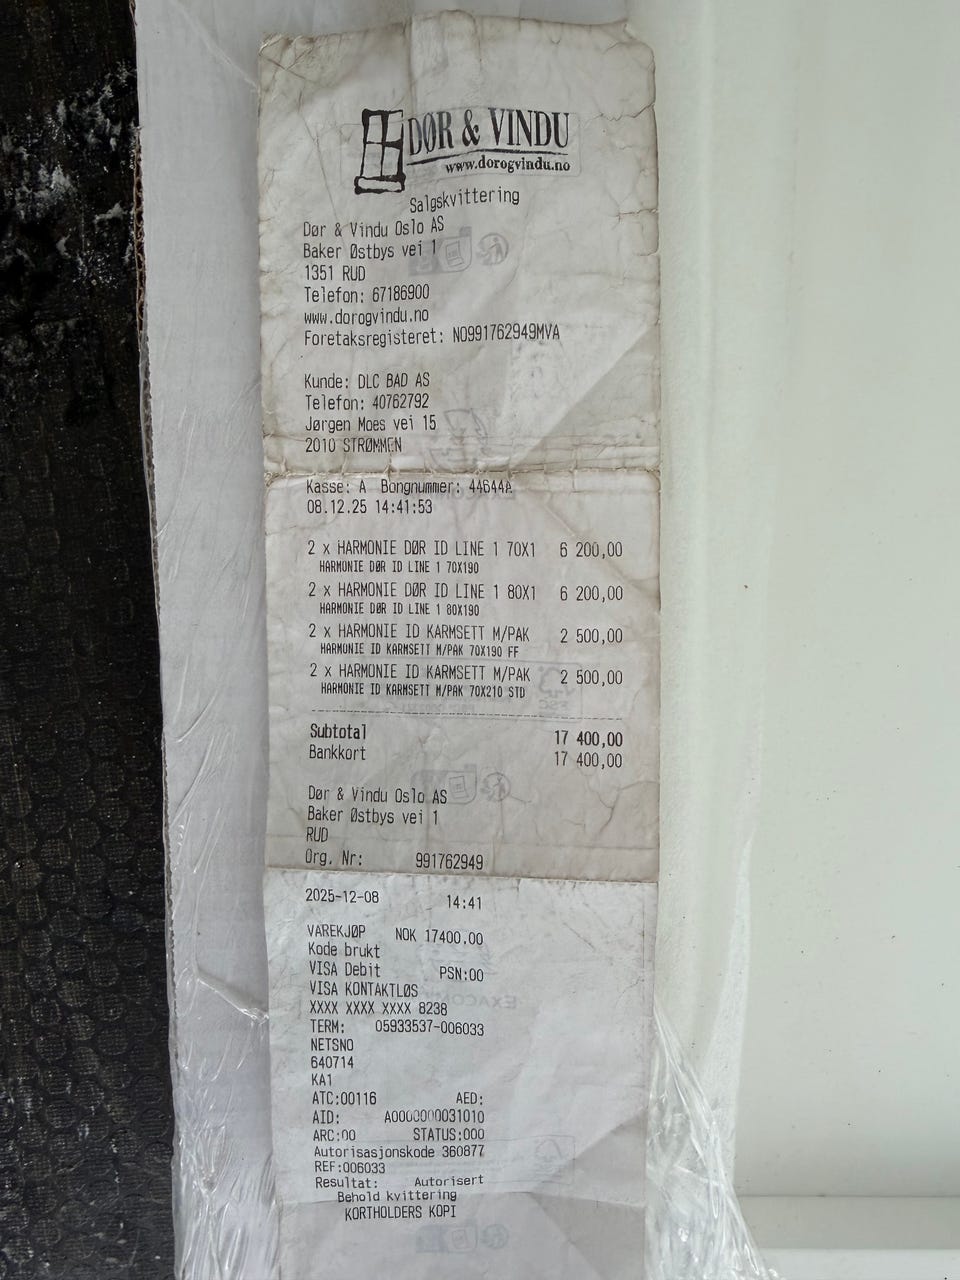 DØR & VINDU
www.dorogvindu.no
Salgskvittering
Dør & Vindu Oslo AS
Baker Østbys vei 1
1351 RUD
Telefon: 67186900
www.dorogvindu.no
Foretaksregisteret: NO991762949MVA
Kunde: DLC BAD AS
Telefon: 40762792
Jørgen Moes vei 15
2010 STRØMMEN
Kasse: A Bongnummer: 44644A
08.12.25 14:41:53
2 x HARMONIE DØR ID LINE 1 70X1 6 200,00
HARMONIE DØR ID LINE 1 70X190
2 x HARMONIE DØR ID LINE 1 80X1 6 200,00
HARMONIE DØR ID LINE 1 80X190
2 x HARMONIE ID KARMSETT M/PAK 2 500,00
HARMONIE ID KARMSETT M/PAK 70X190 FF
2 x HARMONIE ID KARMSETT M/PAK 2 500,00
HARMONIE ID KARMSETT M/PAK 70X210 STD
Subtotal 17 400,00
Bankkort 17 400,00
Dør & Vindu Oslo AS
Baker Østbys vei 1
RUD
Org. Nr: 991762949
2025-12-08 14:41
VAREKJØP NOK 17400.00
Kode brukt
VISA Debit PSN:00
VISA KONTAKTLØS
XXXX XXXX XXXX 8238
TERM: 05933537-006033
NETSNO
640714
KA1
ATC:00116 AED:
AID: A0000000031010
ARC:00 STATUS:000
Autorisasjonskode 360877
REF:006033
Resultat: Autorisert
Behold kvittering
KORTHOLDERS KOPI